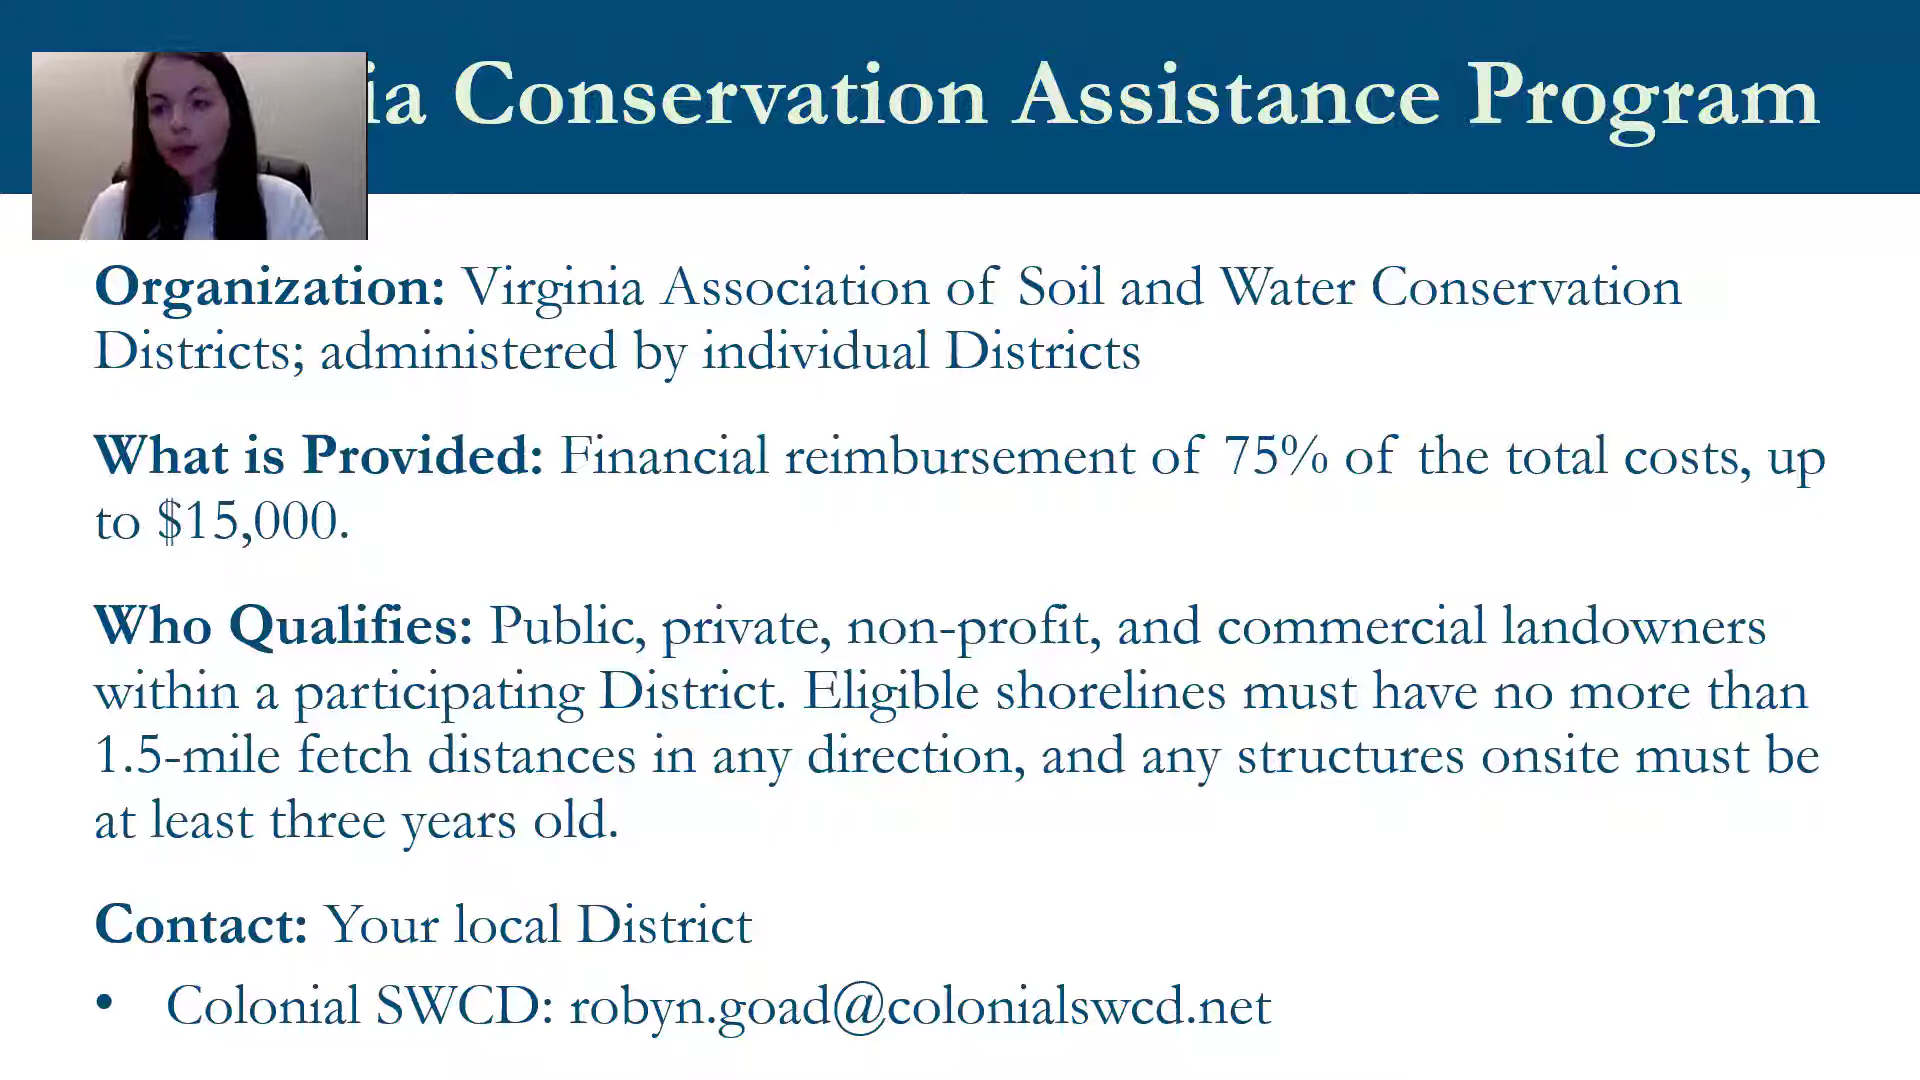 ia Conservation Assistance Program
Organization: Virginia Association of Soil and Water Conservation
Districts; administered by individual Districts
What is Provided: Financial reimbursement of 75% of the total costs, up
to $15,000.
Who Qualifies: Public, private, non-profit, and commercial landowners
within a participating District. Eligible shorelines must have no more than
1.5-mile fetch distances in any direction, and any structures onsite must be
at least three years old.
Contact: Your local District
• Colonial SWCD: robyn.goad@colonialswcd.net